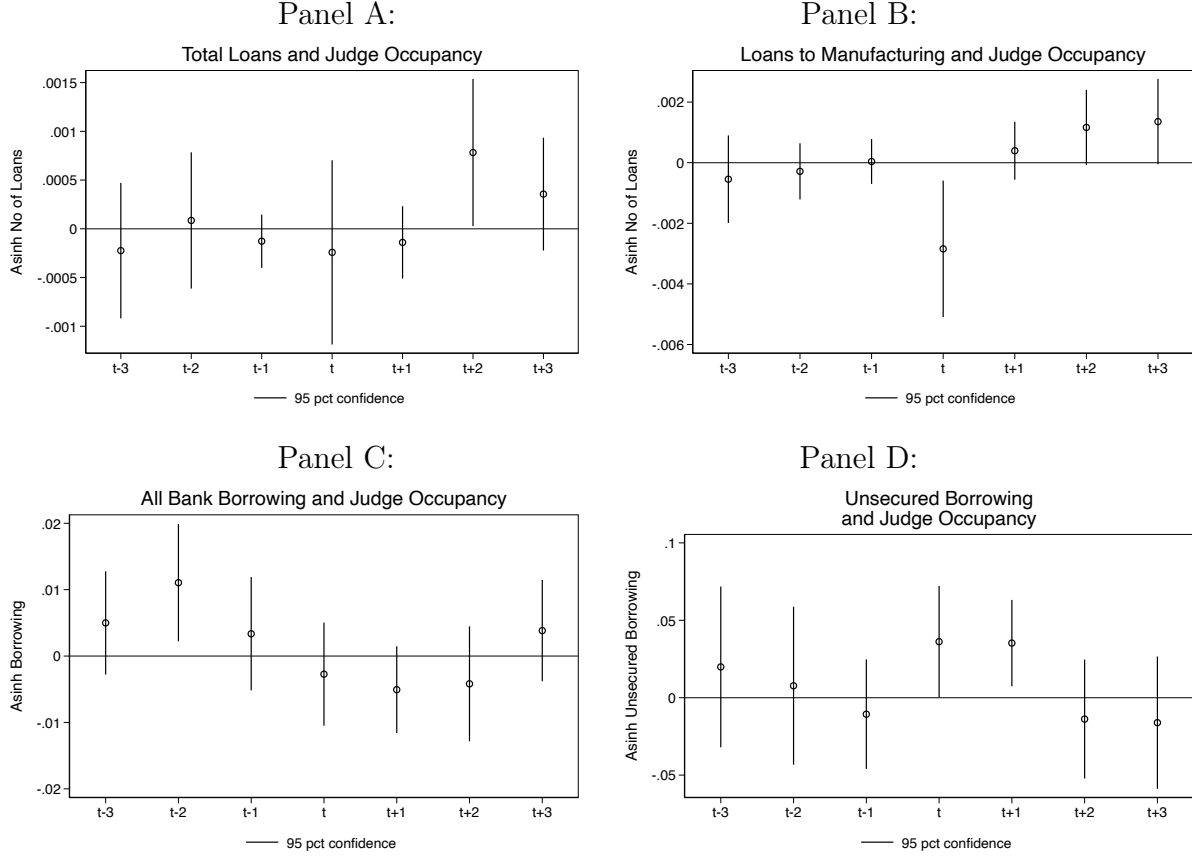 Panel A:
Total Loans and Judge Occupancy
Asinh No of Loans
.0015
.001
.0005
0
-.0005
-.001
t-3 t-2 t-1 t t+1 t+2 t+3
95 pct confidence
Panel B:
Loans to Manufacturing and Judge Occupancy
Asinh No of Loans
.002
0
-.002
-.004
-.006
t-3 t-2 t-1 t t+1 t+2 t+3
95 pct confidence
Panel C:
All Bank Borrowing and Judge Occupancy
Asinh Borrowing
.02
.01
0
-.01
-.02
t-3 t-2 t-1 t t+1 t+2 t+3
95 pct confidence
Panel D:
Unsecured Borrowing
and Judge Occupancy
Asinh Unsecured Borrowing
.1
.05
0
-.05
t-3 t-2 t-1 t t+1 t+2 t+3
95 pct confidence